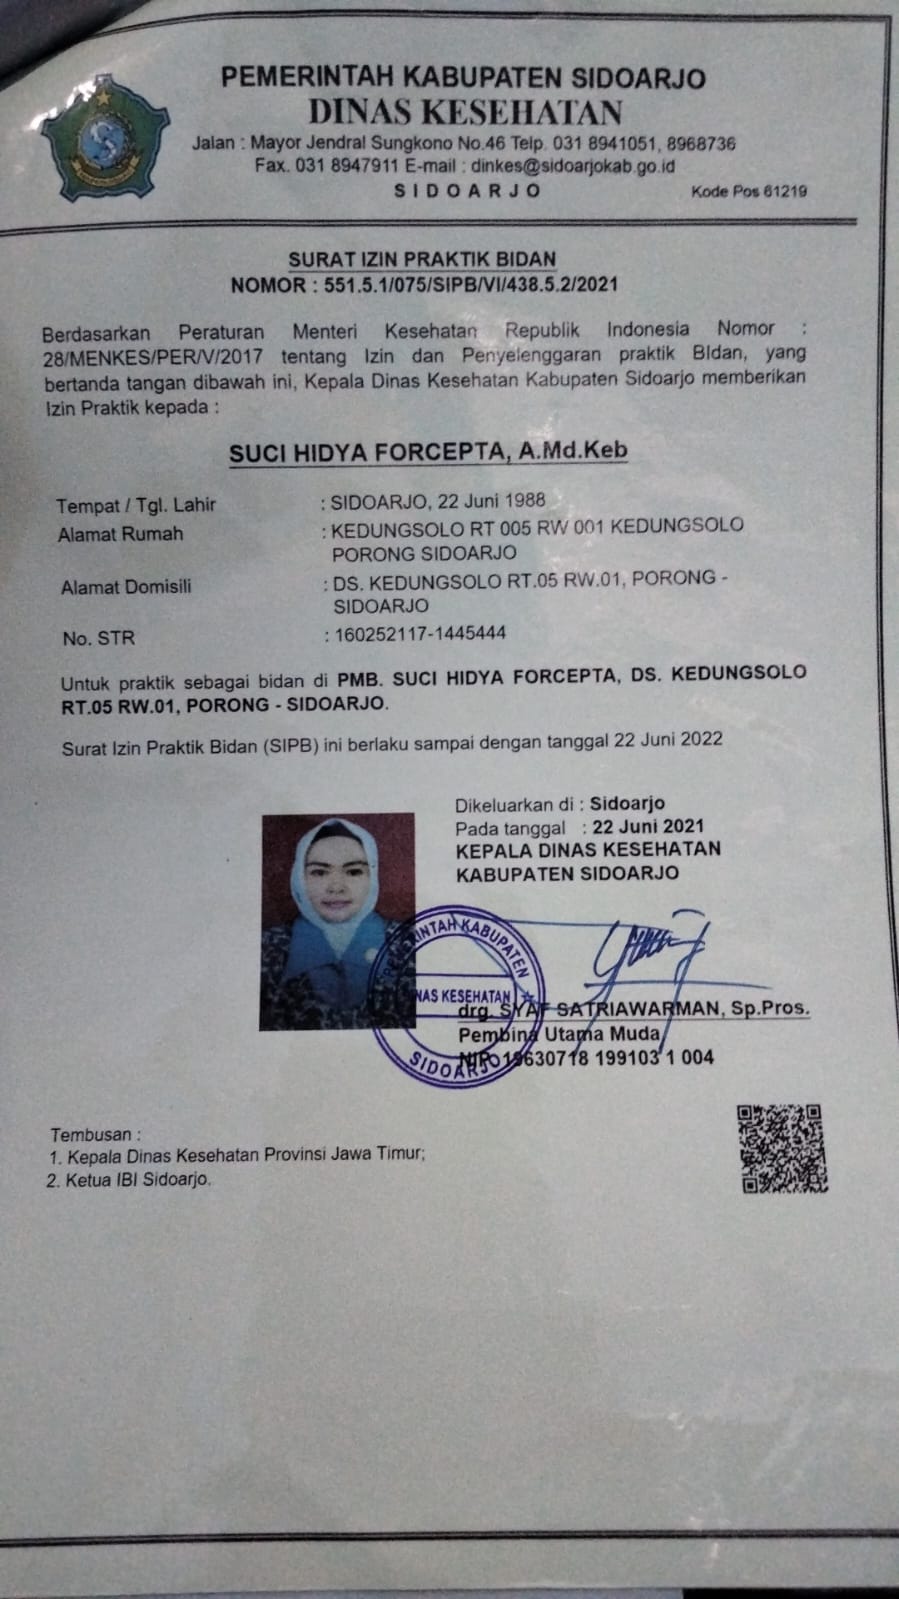 PEMERINTAH KABUPATEN SIDOARJO
DINAS KESEHATAN
Jalan : Mayor Jendral Sungkono No.46 Telp. 031 8941051, 8968736
Fax. 031 8947911 E-mail : dinkes@sidoarjokab.go.id
SIDOARJO
Kode Pos 61219
SURAT IZIN PRAKTIK BIDAN
NOMOR : 551.5.1/075/SIPB/VI/438.5.2/2021
Berdasarkan Peraturan Menteri Kesehatan Republik Indonesia Nomor :
28/MENKES/PER/V/2017 tentang Izin dan Penyelenggaran praktik BIdan, yang
bertanda tangan dibawah ini, Kepala Dinas Kesehatan Kabupaten Sidoarjo memberikan
Izin Praktik kepada :
SUCI HIDYA FORCEPTA, A.Md.Keb
Tempat / Tgl. Lahir : SIDOARJO, 22 Juni 1988
Alamat Rumah : KEDUNGSOLO RT 005 RW 001 KEDUNGSOLO
PORONG SIDOARJO
Alamat Domisili : DS. KEDUNGSOLO RT.05 RW.01, PORONG -
SIDOARJO
No. STR : 160252117-1445444
Untuk praktik sebagai bidan di PMB. SUCI HIDYA FORCEPTA, DS. KEDUNGSOLO
RT.05 RW.01, PORONG - SIDOARJO.
Surat Izin Praktik Bidan (SIPB) ini berlaku sampai dengan tanggal 22 Juni 2022
Dikeluarkan di : Sidoarjo
Pada tanggal : 22 Juni 2021
KEPALA DINAS KESEHATAN
KABUPATEN SIDOARJO
KABUPATEN
KESEHATAN
SIDOARJO
drg. SYAF SATRIAWARMAN, Sp.Pros.
Pembina Utama Muda
NIP. 19630718 199103 1 004
Tembusan :
1. Kepala Dinas Kesehatan Provinsi Jawa Timur;
2. Ketua IBI Sidoarjo.